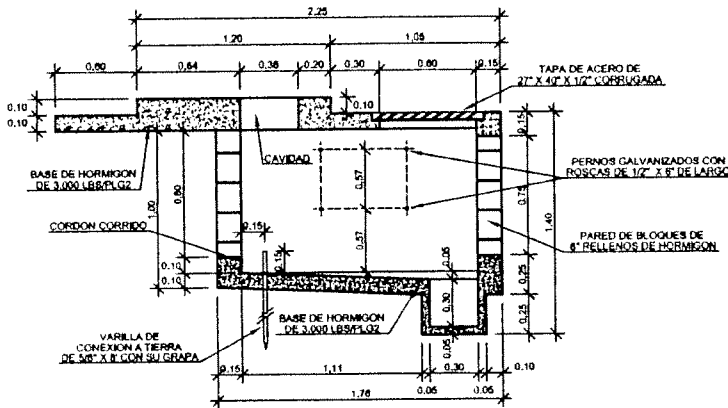 2.25
1.20
1.05
0.60
0.64
0.36
0.20
0.30
0.60
0.15
TAPA DE ACERO DE
27" X 40" X 1/2" CORRUGADA
0.10
0.10
0.10
0.15
CAVIDAD
BASE DE HORMIGON
DE 3,000 LBS/PLG2
PERNOS GALVANIZADOS CON
ROSCAS DE 1/2" X 6" DE LARGO
0.57
0.75
1.40
1.00
0.80
CORDON CORRIDO
0.15
0.57
PARED DE BLOQUES DE
6" RELLENOS DE HORMIGON
0.15
0.05
0.10
0.10
0.30
0.25
0.25
BASE DE HORMIGON
DE 3,000 LBS/PLG2
VARILLA DE
CONEXION A TIERRA
DE 5/8" X 8' CON SU GRAPA
0.05
0.15
1.11
0.05
0.30
0.05
0.10
1.76